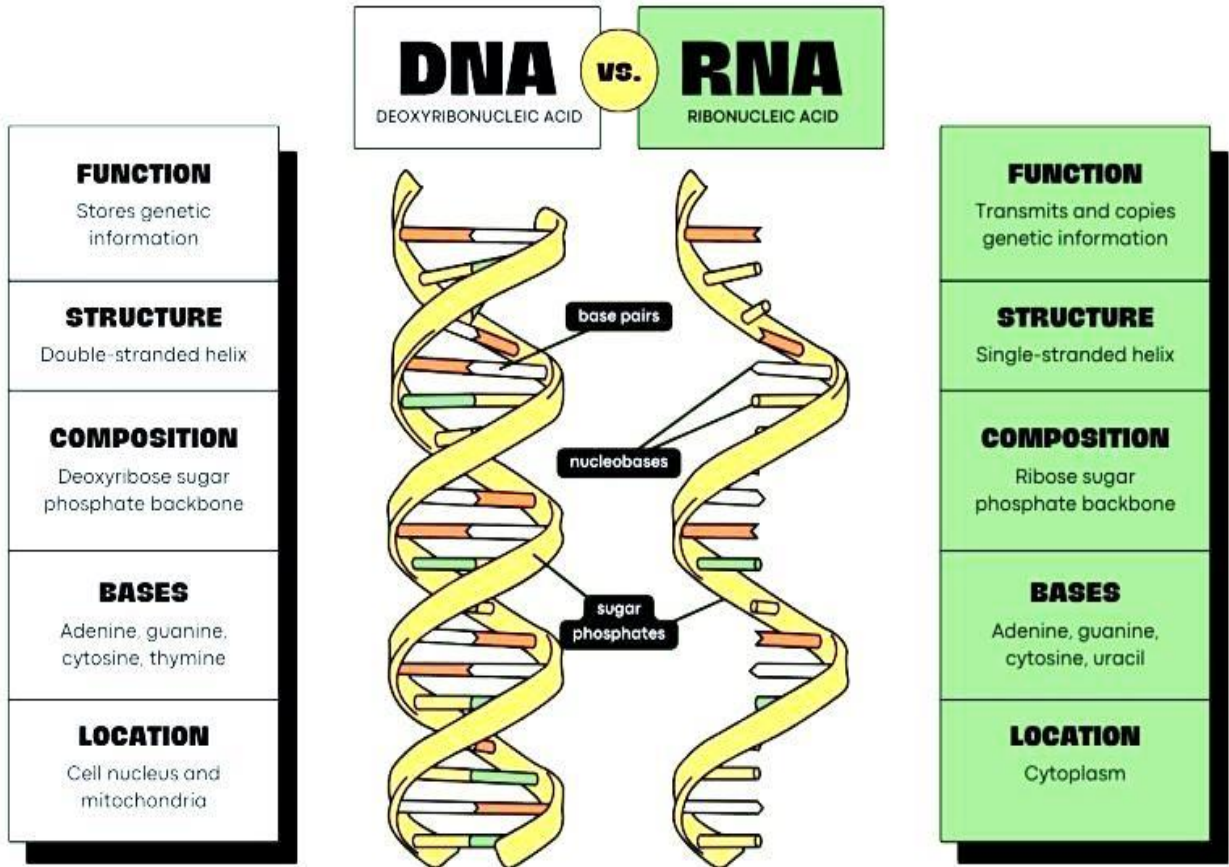 DNA
DEOXYRIBONUCLEIC ACID
vs.
RNA
RIBONUCLEIC ACID
FUNCTION
Stores genetic
information
STRUCTURE
Double-stranded helix
COMPOSITION
Deoxyribose sugar
phosphate backbone
BASES
Adenine, guanine,
cytosine, thymine
LOCATION
Cell nucleus and
mitochondria
base pairs
nucleobases
sugar
phosphates
FUNCTION
Transmits and copies
genetic information
STRUCTURE
Single-stranded helix
COMPOSITION
Ribose sugar
phosphate backbone
BASES
Adenine, guanine,
cytosine, uracil
LOCATION
Cytoplasm